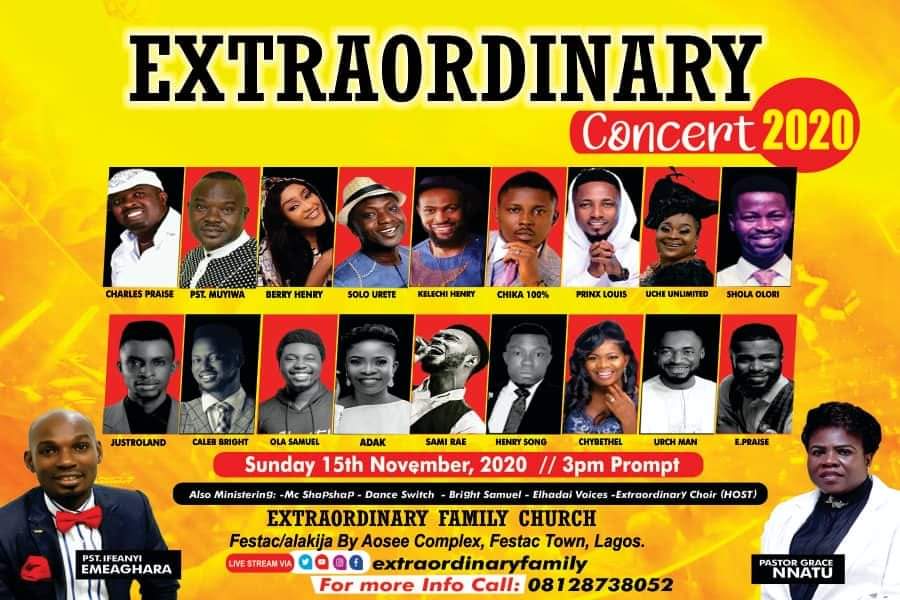 EXTRAORDINARY
Concert 2020
CHARLES PRAISE PST. MUYIWA BERRY HENRY SOLO URETE KELECHI HENRY CHIKA 100% PRINX LOUIS UCHE UNLIMITED SHOLA OLORI
JUSTROLAND CALEB BRIGHT OLA SAMUEL ADAK SAMI RAE HENRY SONG CHYBETHEL URCH MAN E.PRAISE
Sunday 15th November, 2020 // 3pm Prompt
Also Ministering: -Mc Shapshap - Dance Switch - Bright Samuel - Elhadai Voices -Extraordinary Choir (HOST)
EXTRAORDINARY FAMILY CHURCH
Festac/alakija By Aosee Complex, Festac Town, Lagos.
LIVE STREAM VIA extraordinaryfamily
For more Info Call: 08128738052
PST. IFEANYI
EMEAGHARA
PASTOR GRACE
NNATU